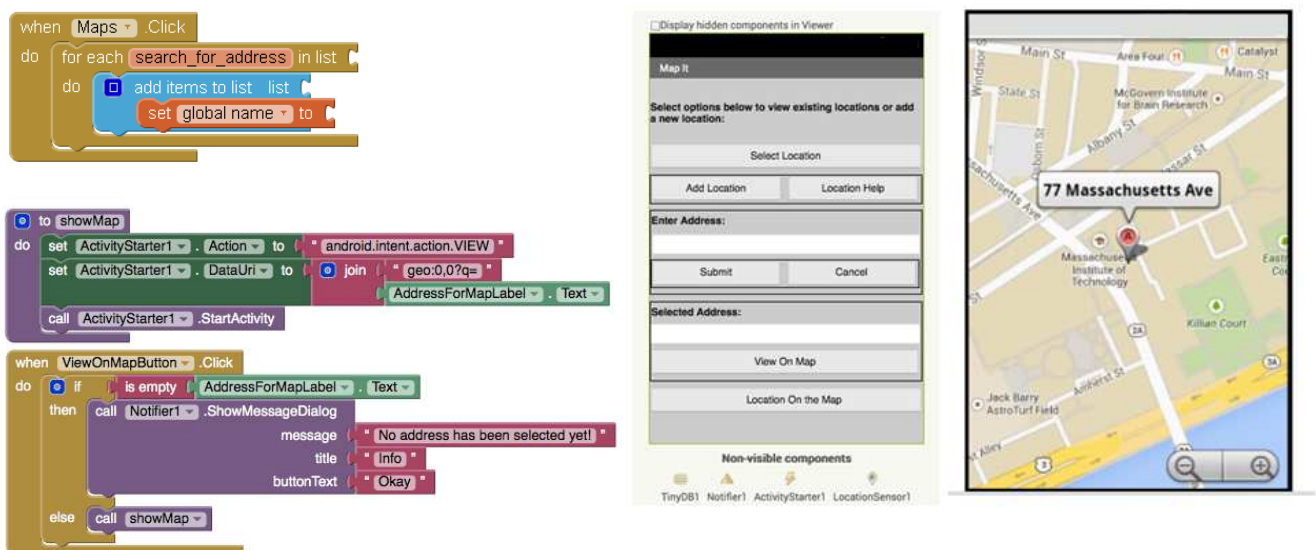 when Maps .Click
do for each search_for_address in list
do add items to list list
set global name to
to showMap
do set ActivityStarter1 . Action to " android.intent.action.VIEW "
set ActivityStarter1 . DataUri to join " geo:0,0?q= "
AddressForMapLabel . Text
call ActivityStarter1 .StartActivity
when ViewOnMapButton .Click
do if is empty AddressForMapLabel . Text
then call Notifier1 .ShowMessageDialog
message " No address has been selected yet! "
title " Info "
buttonText " Okay "
else call showMap
Display hidden components in Viewer
Map It
Select options below to view existing locations or add
a new location:
Select Location
Add Location Location Help
Enter Address:
Submit Cancel
Selected Address:
View On Map
Location On the Map
Non-visible components
TinyDB1 Notifier1 ActivityStarter1 LocationSensor1
Windsor S
Main St
Area Four
Catalyst
Main St
State St
McGovern Institute
for Brain Research
Albany St
77 Massachusetts Ave
A
Massachuse
Institute of
Technology
Killian Court
2A
3A
Amherst St
Jack Barry
AstroTurf Field
3